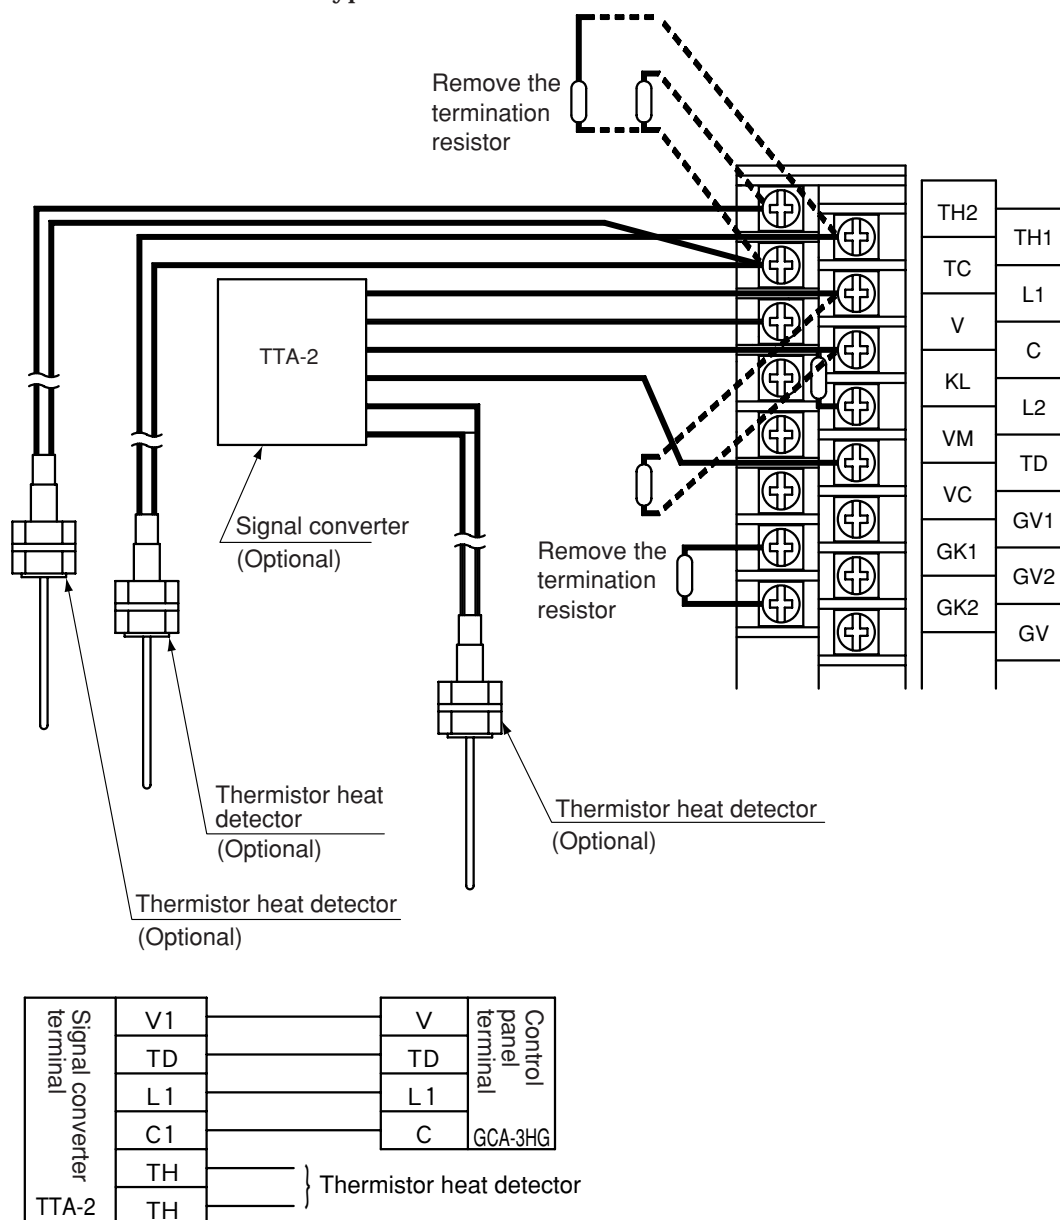 Remove the
termination
resistor
TH2
TH1
TC
L1
V
C
KL
L2
VM
TD
VC
GV1
GK1
GV2
GK2
GV
TTA-2
Signal converter
(Optional)
Remove the
termination
resistor
Thermistor heat
detector
(Optional)
Thermistor heat detector
(Optional)
Thermistor heat detector
(Optional)
Signal converter
terminal
TTA-2
V1
TD
L1
C1
TH
TH
V
TD
L1
C
Control
panel
terminal
GCA-3HG
Thermistor heat detector